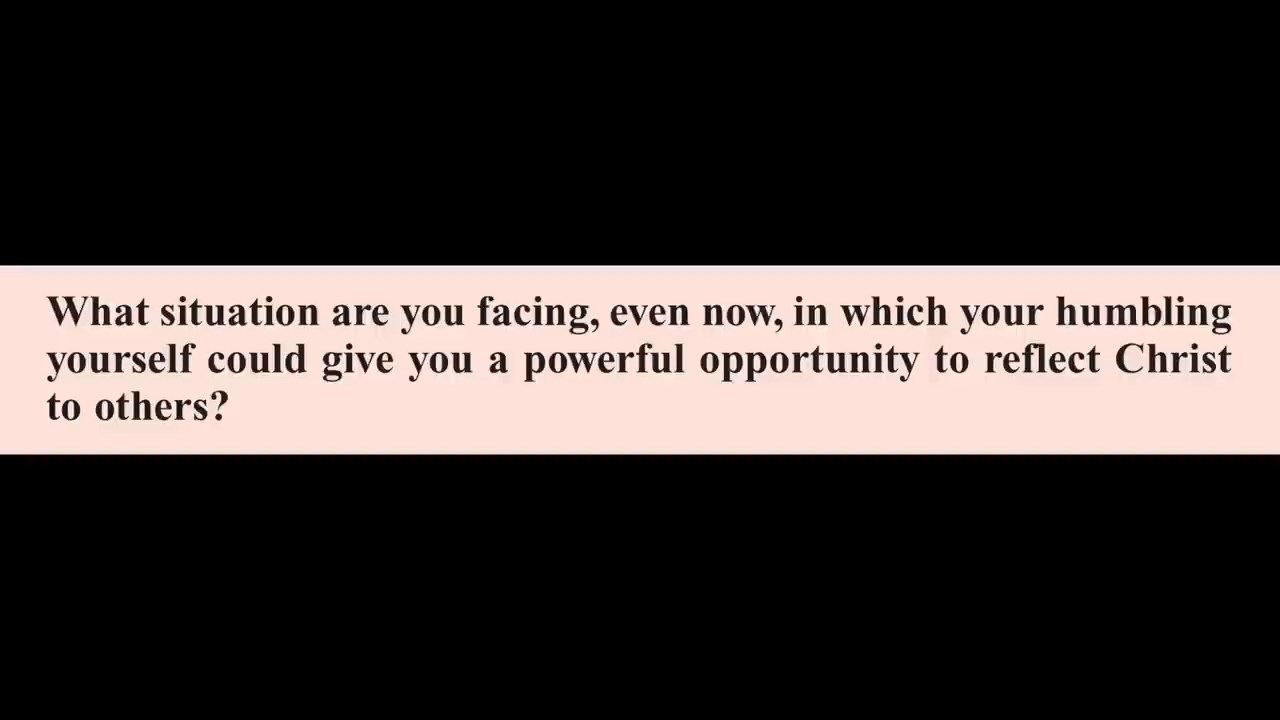 What situation are you facing, even now, in which your humbling
yourself could give you a powerful opportunity to reflect Christ
to others?